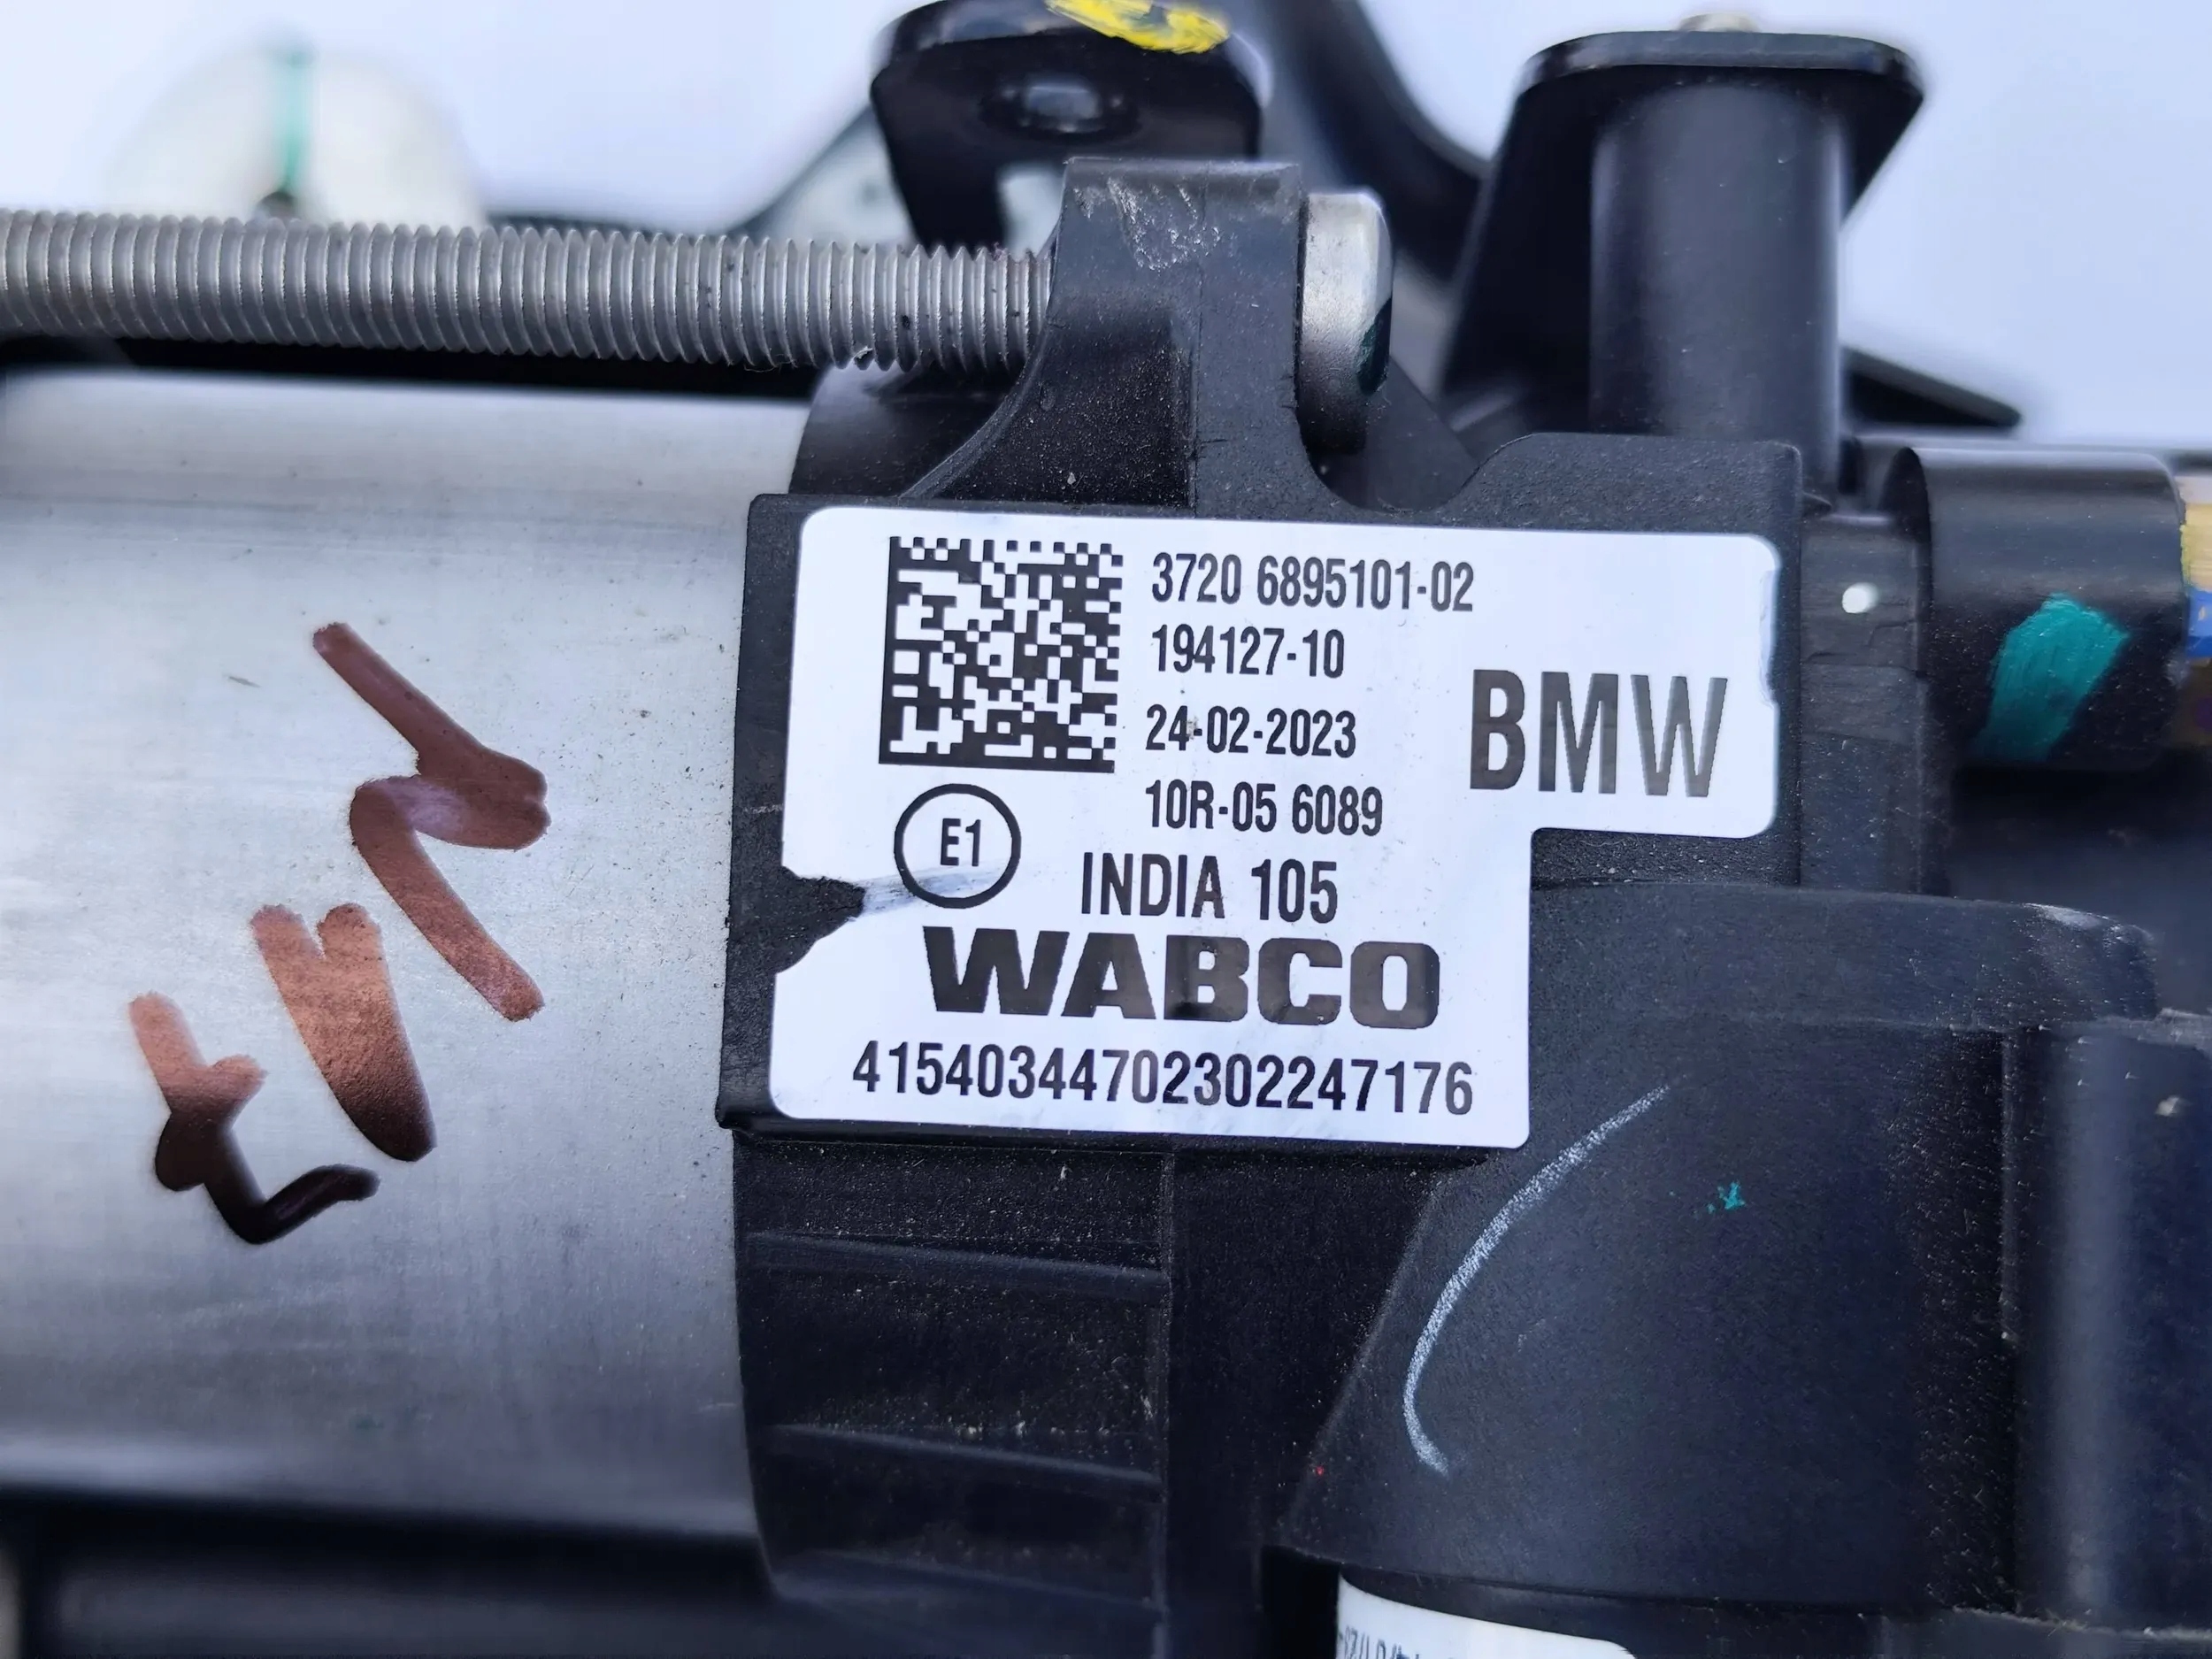 3720 6895101-02
194127-10
24-02-2023
10R-05 6089
BMW
E1
INDIA 105
WABCO
41540344702302247176